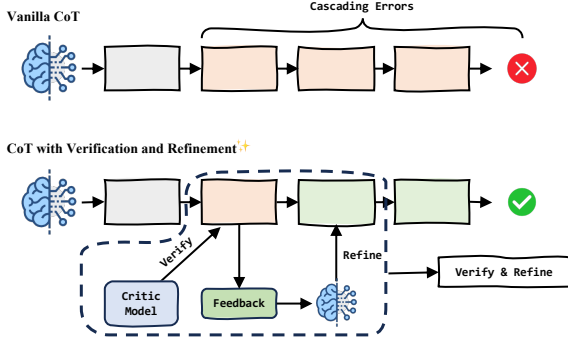 Cascading Errors
Vanilla CoT
CoT with Verification and Refinement
Verify
Refine
Critic
Model
Feedback
Verify & Refine